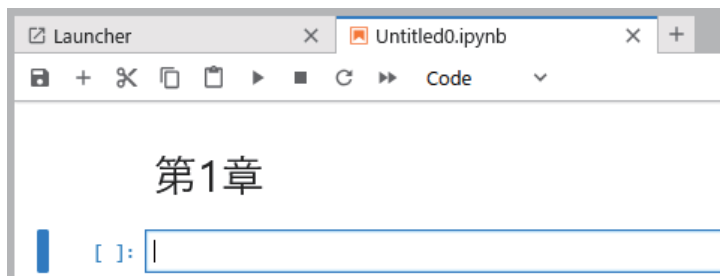 Launcher
Untitled0.ipynb
Code
第1章
[ ]: